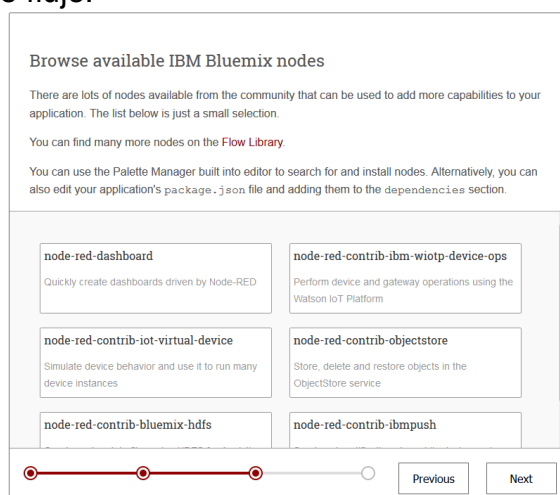 Browse available IBM Bluemix nodes
There are lots of nodes available from the community that can be used to add more capabilities to your
application. The list below is just a small selection.
You can find many more nodes on the Flow Library.
You can use the Palette Manager built into editor to search for and install nodes. Alternatively, you can
also edit your application's package.json file and adding them to the dependencies section.
node-red-dashboard
Quickly create dashboards driven by Node-RED
node-red-contrib-ibm-wiotp-device-ops
Perform device and gateway operations using the
Watson IoT Platform
node-red-contrib-iot-virtual-device
Simulate device behavior and use it to run many
device instances
node-red-contrib-objectstore
Store, delete and restore objects in the
ObjectStore service
node-red-contrib-bluemix-hdfs
node-red-contrib-ibmpush
Previous
Next